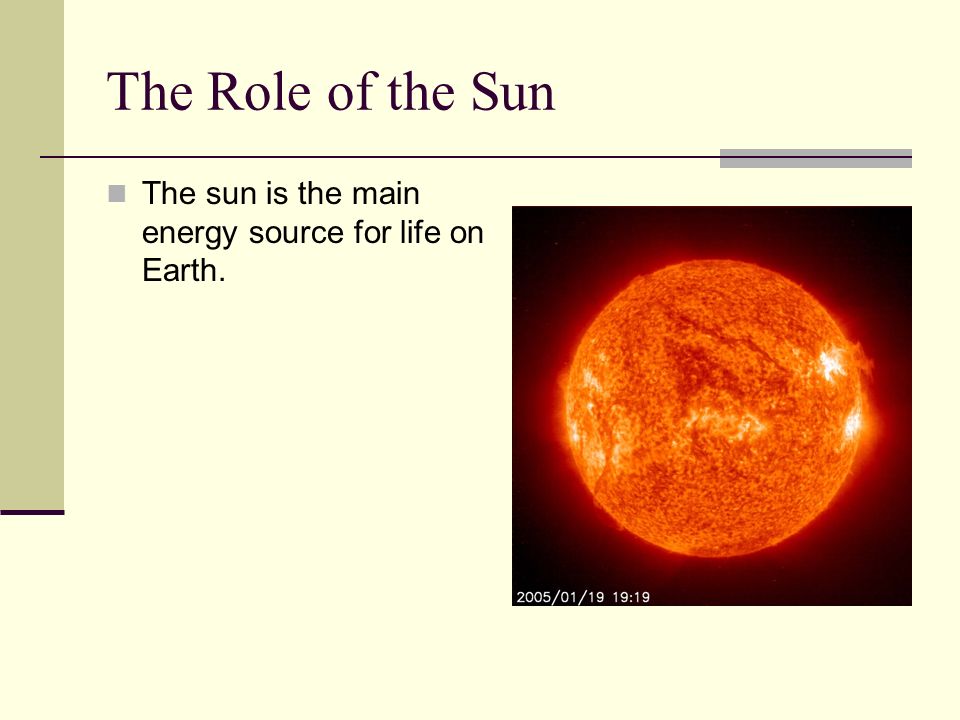 The Role of the Sun
The sun is the main
energy source for life on
Earth.
2005/01/19 19:19